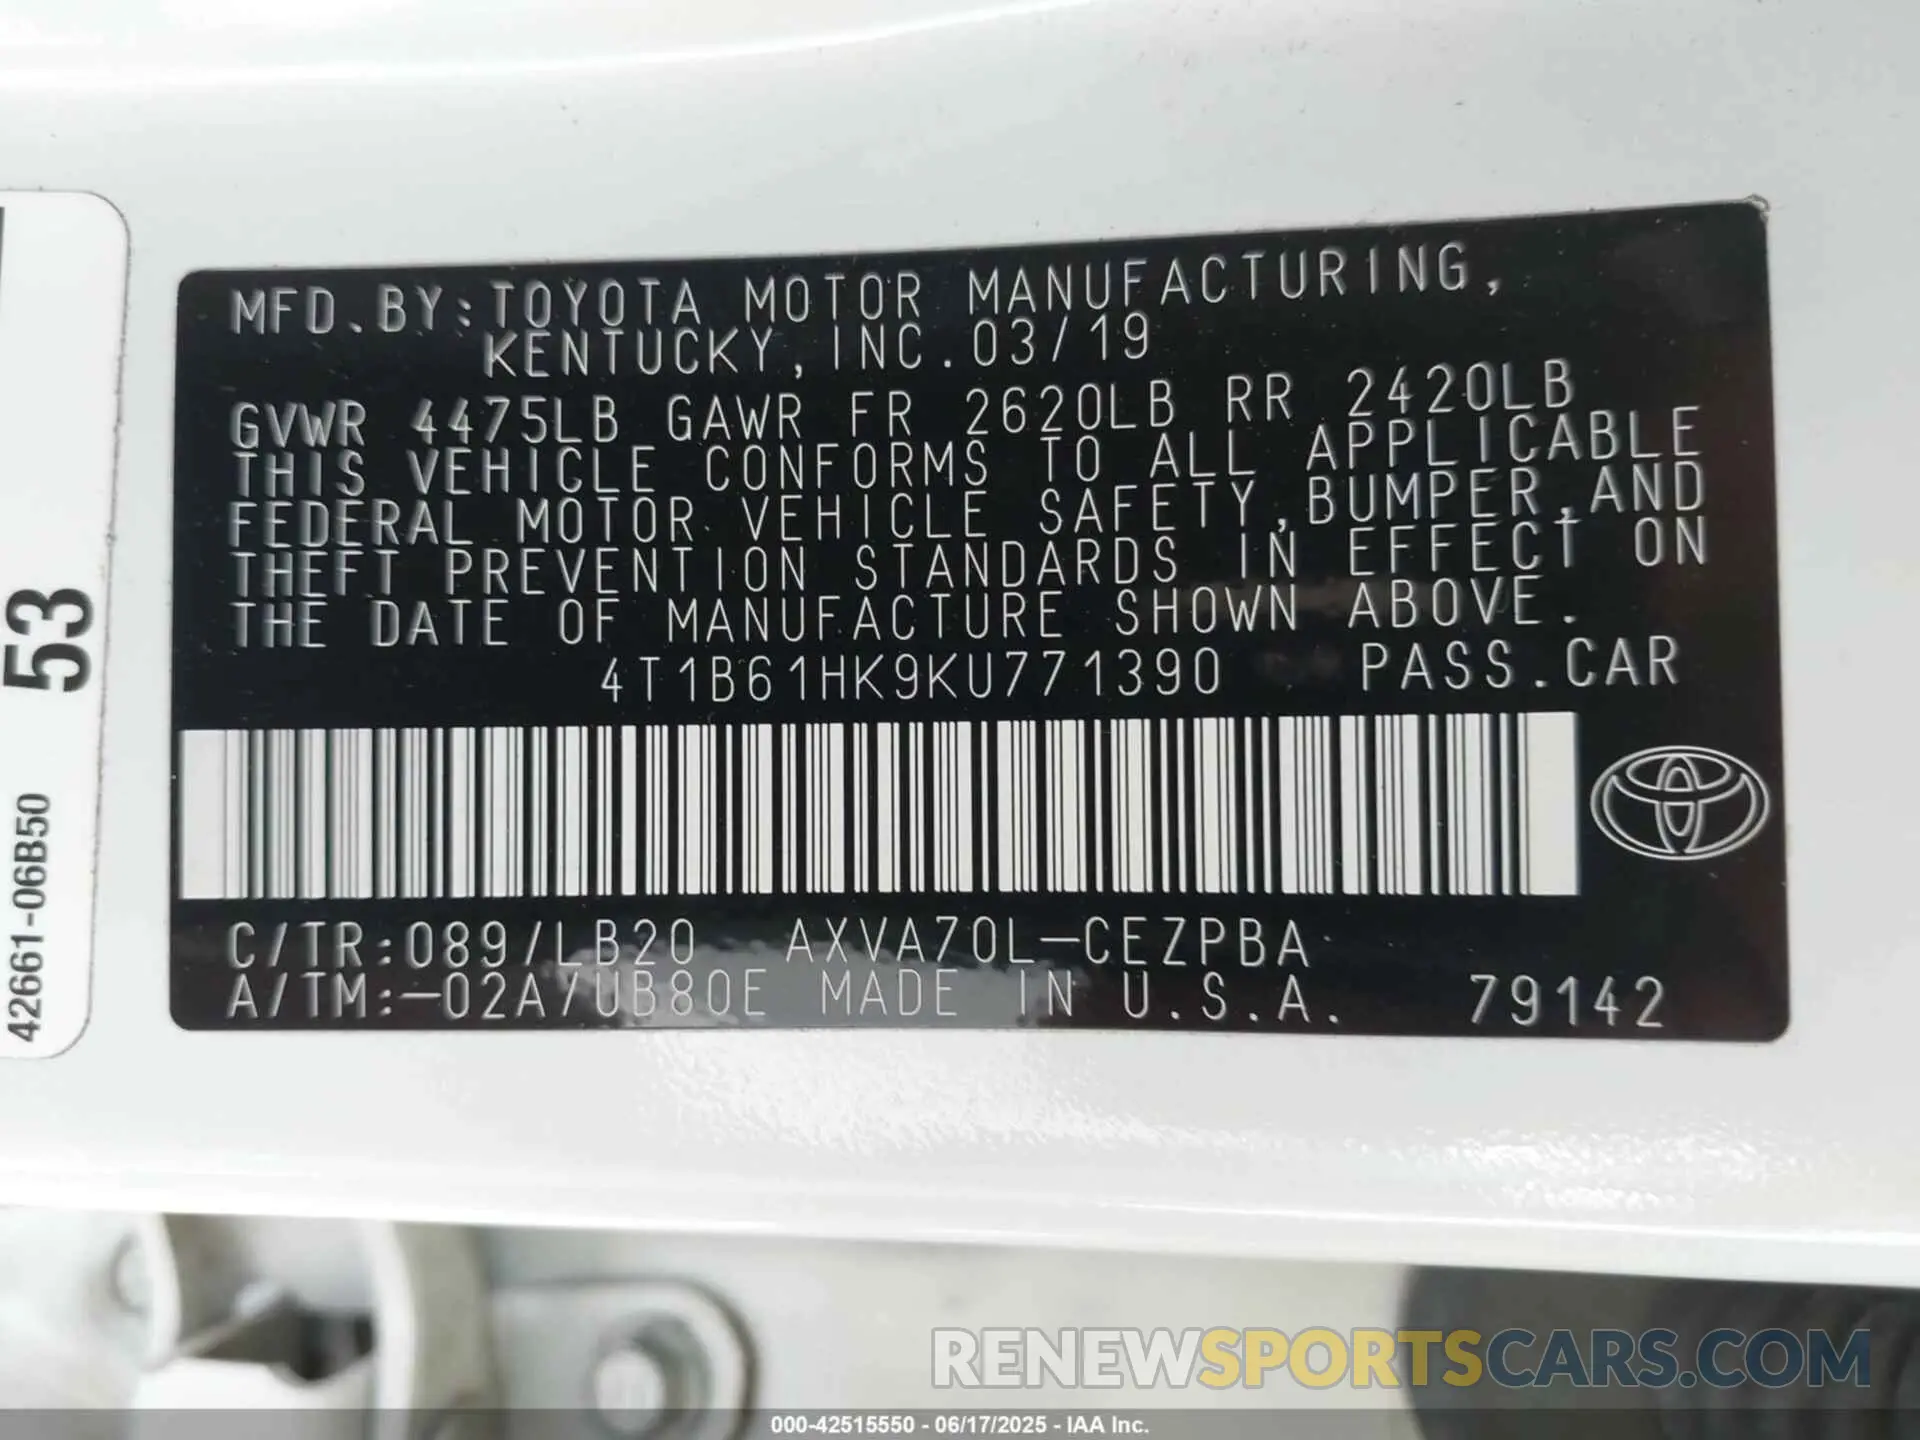 MFD.BY:TOYOTA MOTOR MANUFACTURING,
KENTUCKY, INC. 03/19
GVWR 4475LB GAWR FR 2620LB RR 2420LB
THIS VEHICLE CONFORMS TO ALL APPLICABLE
FEDERAL MOTOR VEHICLE SAFETY, BUMPER, AND
THEFT PREVENTION STANDARDS IN EFFECT ON
THE DATE OF MANUFACTURE SHOWN ABOVE.
4T1B61HK9KU771390 PASS.CAR
C/TR:089/LB20 AXVA70L-CEZPBA
A/TM:-02A/UB80E MADE IN U.S.A. 79142
53
42661-06B50
RENEWSPORTSCARS.COM
000-42515550 - 06/17/2025 - IAA Inc.